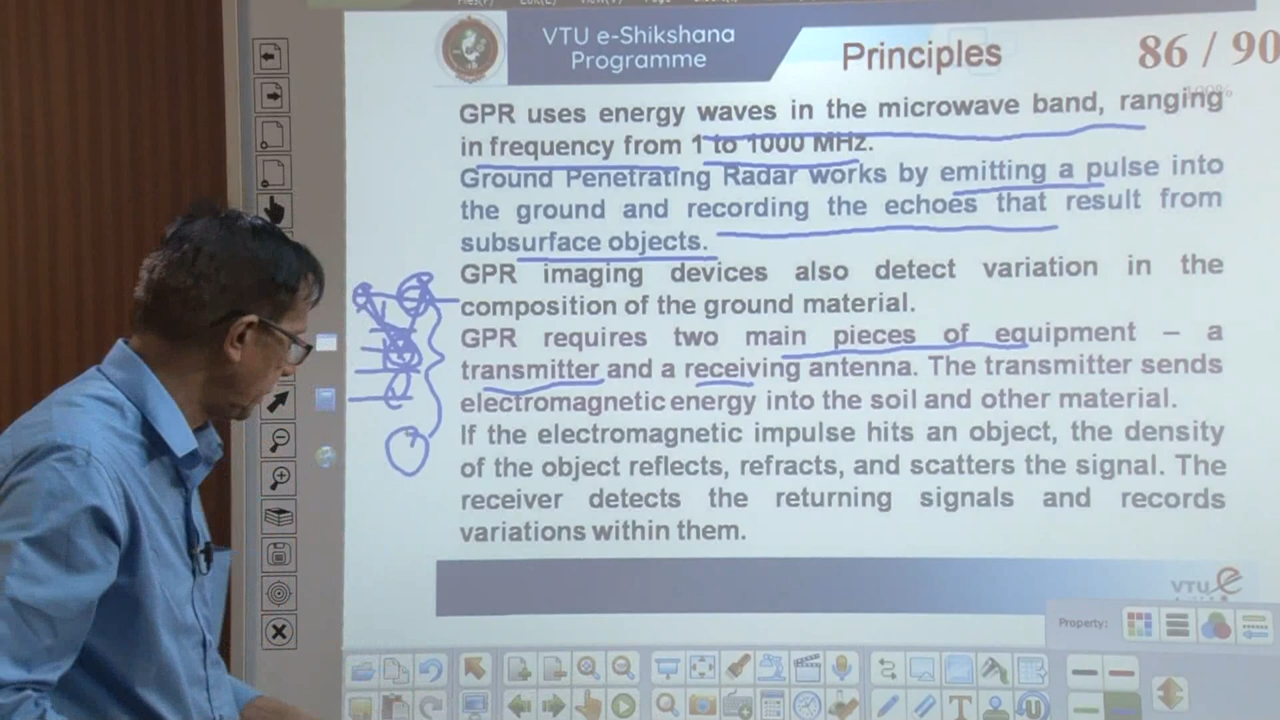 VTU e-Shikshana
Programme
Principles
86 / 90
100%
GPR uses energy waves in the microwave band, ranging
in frequency from 1 to 1000 MHz.
Ground Penetrating Radar works by emitting a pulse into
the ground and recording the echoes that result from
subsurface objects.
GPR imaging devices also detect variation in the
composition of the ground material.
GPR requires two main pieces of equipment – a
transmitter and a receiving antenna. The transmitter sends
electromagnetic energy into the soil and other material.
If the electromagnetic impulse hits an object, the density
of the object reflects, refracts, and scatters the signal. The
receiver detects the returning signals and records
variations within them.
VTU e
Property: